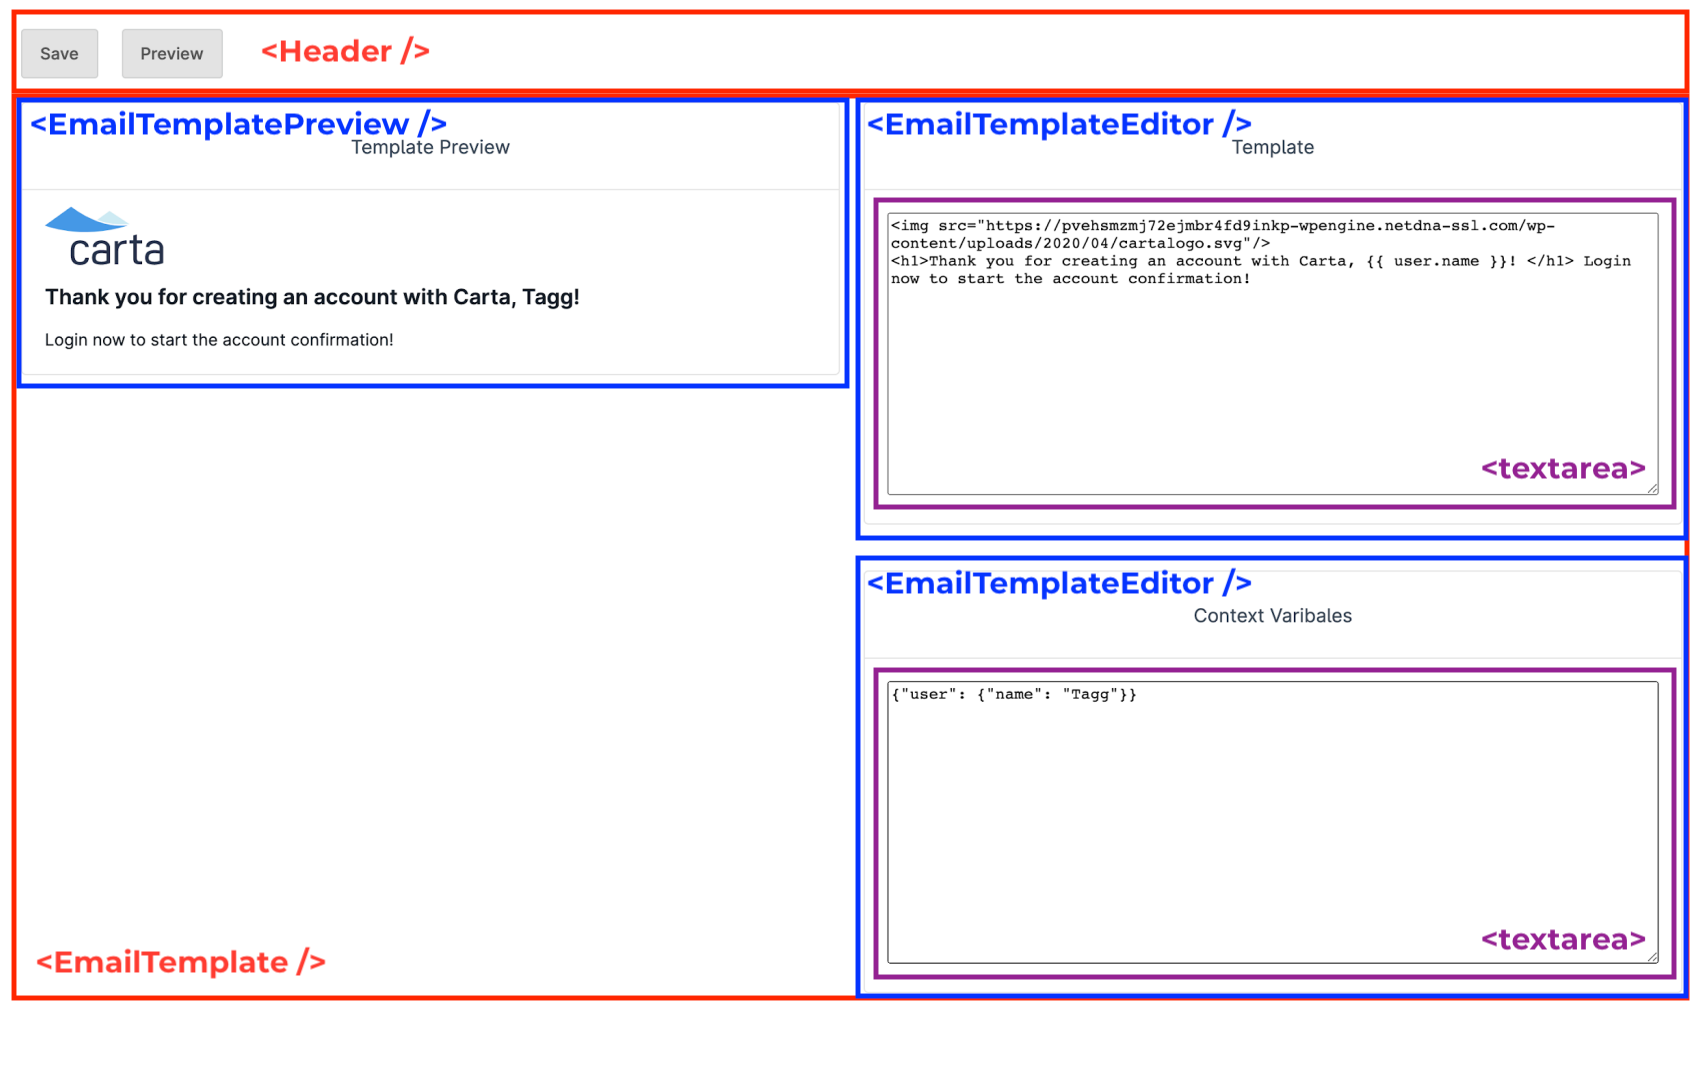 Save
Preview
<Header />
<EmailTemplatePreview />
Template Preview
carta
Thank you for creating an account with Carta, Tagg!
Login now to start the account confirmation!
<EmailTemplateEditor />
Template
<img src="https://pvehsmzmj72ejmbr4fd9inkp-wpengine.netdna-ssl.com/wp-
content/uploads/2020/04/cartalogo.svg"/>
<h1>Thank you for creating an account with Carta, {{ user.name }}! </h1> Login
now to start the account confirmation!
<textarea>
<EmailTemplateEditor />
Context Varibales
{"user": {"name": "Tagg"}}
<textarea>
<EmailTemplate />